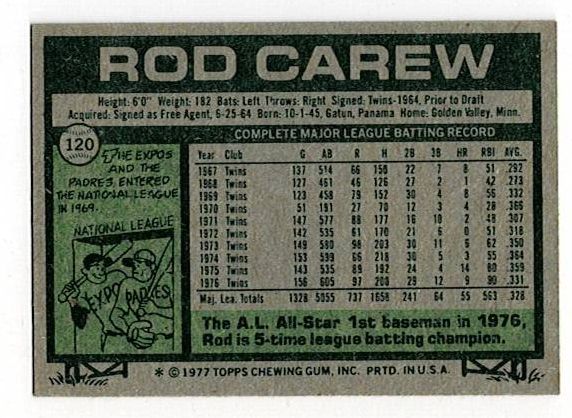 ROD CAREW
Height: 6'0" Weight: 182 Bats: Left Throws: Right Signed: Twins-1964, Prior to Draft
Acquired: Signed as Free Agent, 6-25-64 Born: 10-1-45, Gatun, Panama Home: Golden Valley, Minn.
120
THE EXPOS
AND THE
PADRES ENTERED
THE NATIONAL LEAGUE
IN 1969.
NATIONAL LEAGUE
EXPO
PADRES
COMPLETE MAJOR LEAGUE BATTING RECORD
Year Club G AB R H 2B 3B HR RBI AVG.
1967 Twins 137 514 66 150 22 7 8 51 .292
1968 Twins 127 461 46 126 27 2 1 42 .273
1969 Twins 123 458 79 152 30 4 8 56 .332
1970 Twins 51 191 27 70 12 3 4 28 .366
1971 Twins 147 577 88 177 16 10 2 48 .307
1972 Twins 142 535 61 170 21 6 0 51 .318
1973 Twins 149 580 98 203 30 11 6 62 .350
1974 Twins 153 599 86 218 30 5 3 55 .364
1975 Twins 143 535 89 192 24 4 14 80 .359
1976 Twins 156 605 97 200 29 12 9 90 .331
Maj. Lea. Totals 1328 5055 737 1658 241 64 55 563 .328
The A.L. All-Star 1st baseman in 1976,
Rod is 5-time league batting champion.
* © 1977 TOPPS CHEWING GUM, INC. PRTD. IN U.S.A.